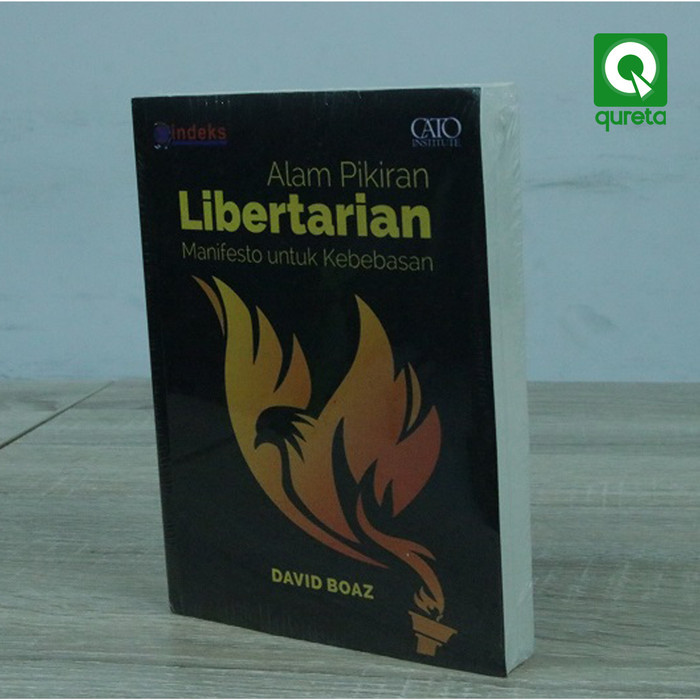 qureta
indeks
CATO
INSTITUTE
Alam Pikiran
Libertarian
Manifesto untuk Kebebasan
DAVID BOAZ